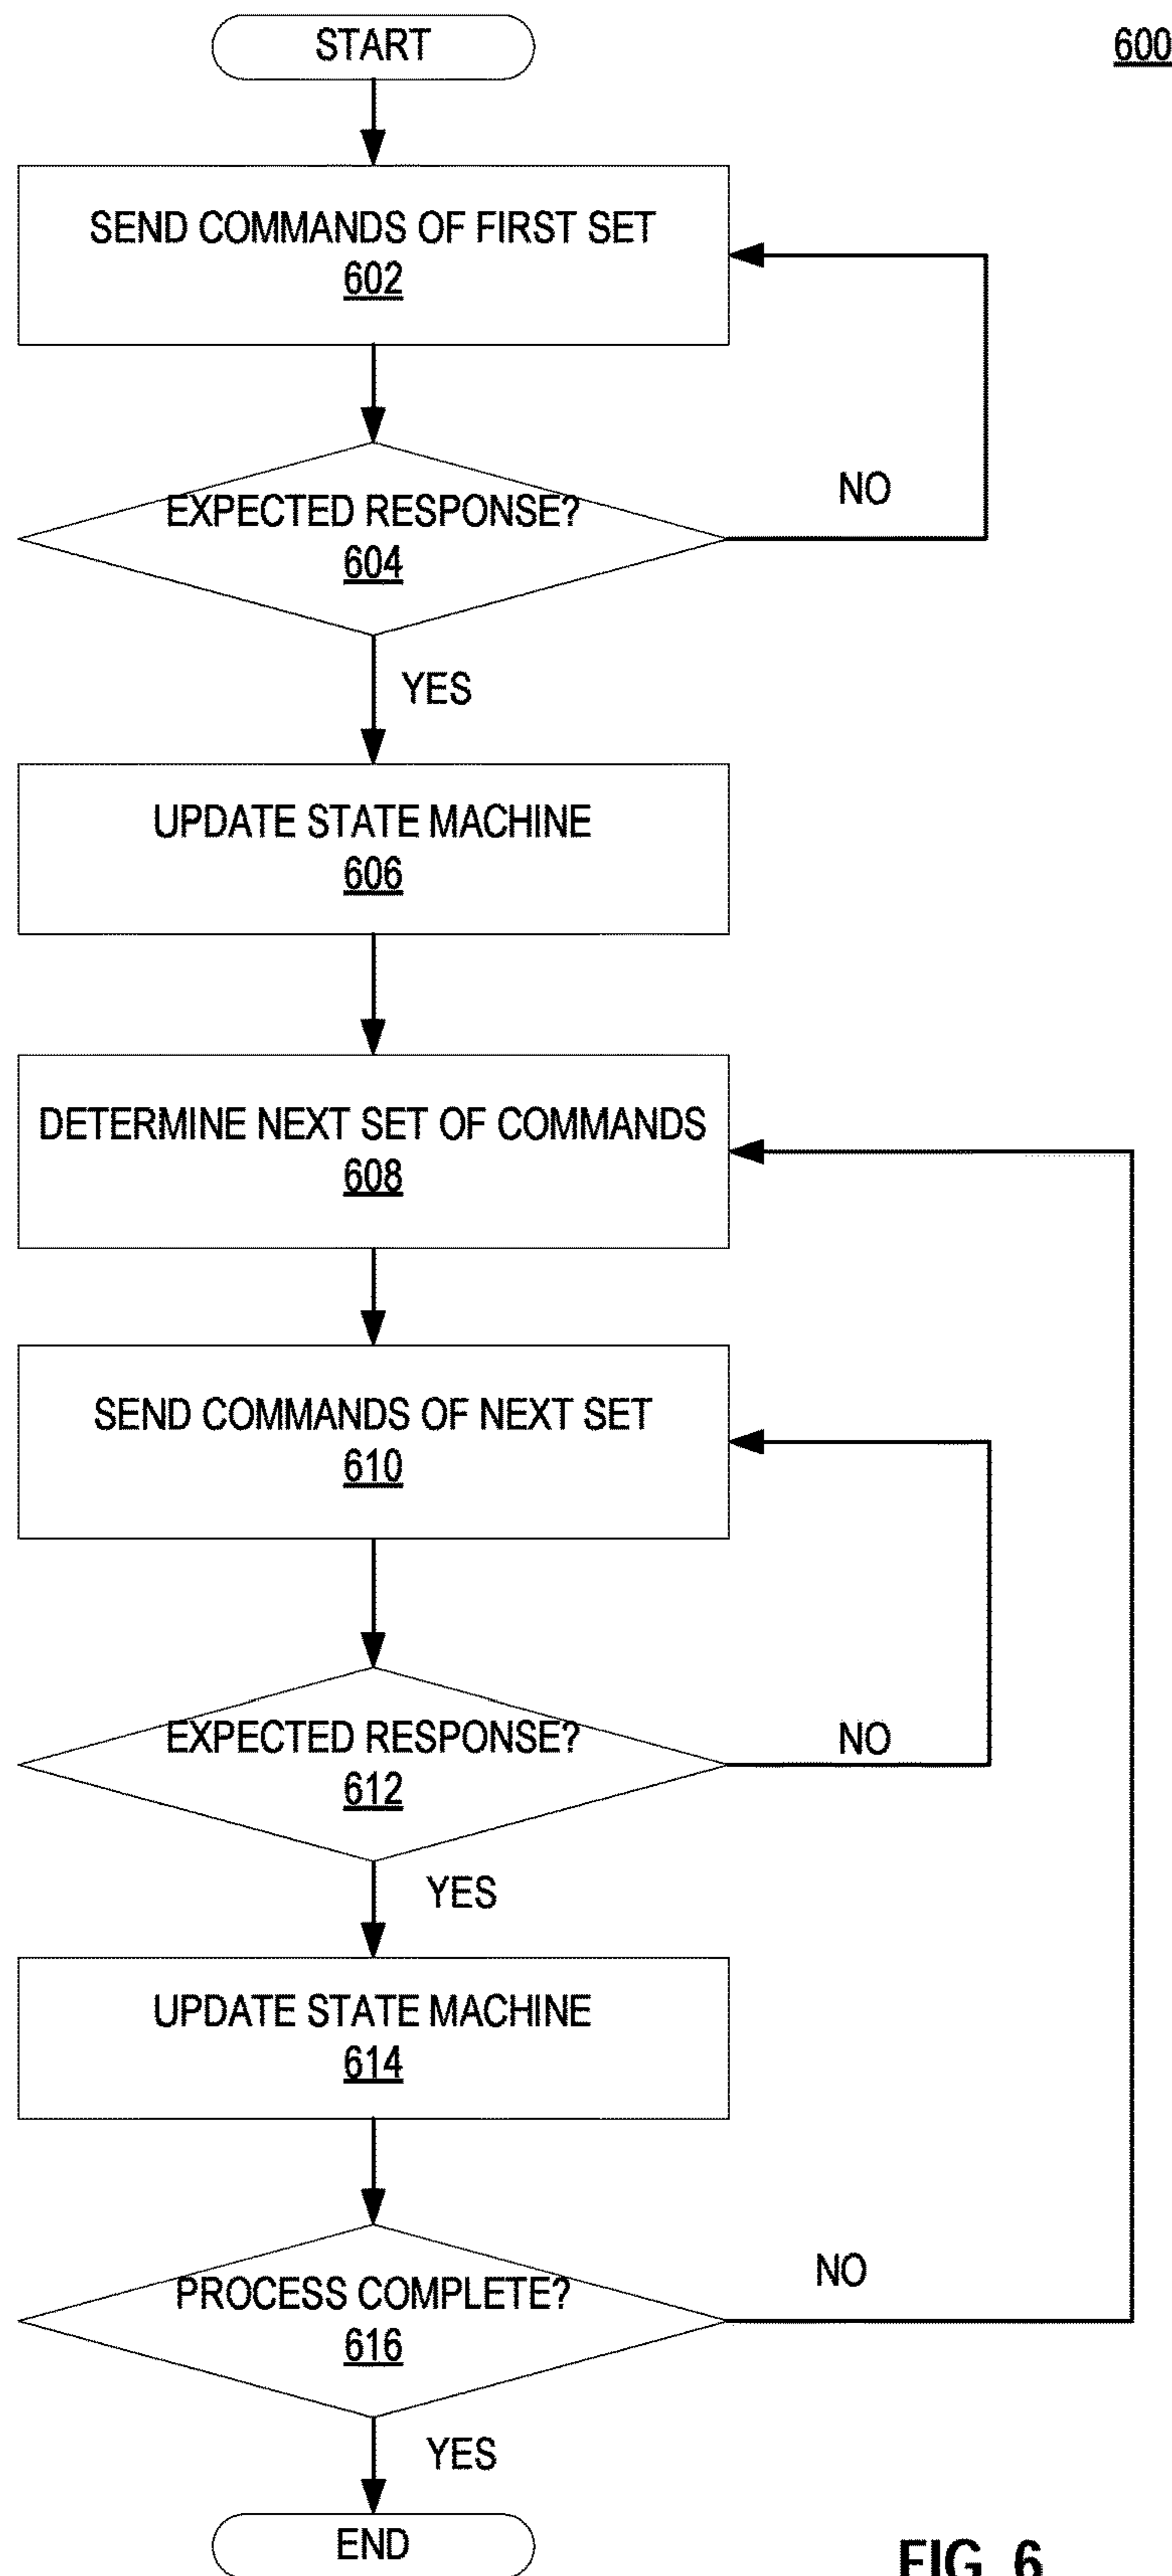 START
600
SEND COMMANDS OF FIRST SET
602
EXPECTED RESPONSE?
604
NO
YES
UPDATE STATE MACHINE
606
DETERMINE NEXT SET OF COMMANDS
608
SEND COMMANDS OF NEXT SET
610
EXPECTED RESPONSE?
612
NO
YES
UPDATE STATE MACHINE
614
PROCESS COMPLETE?
616
NO
YES
END
FIG. 6